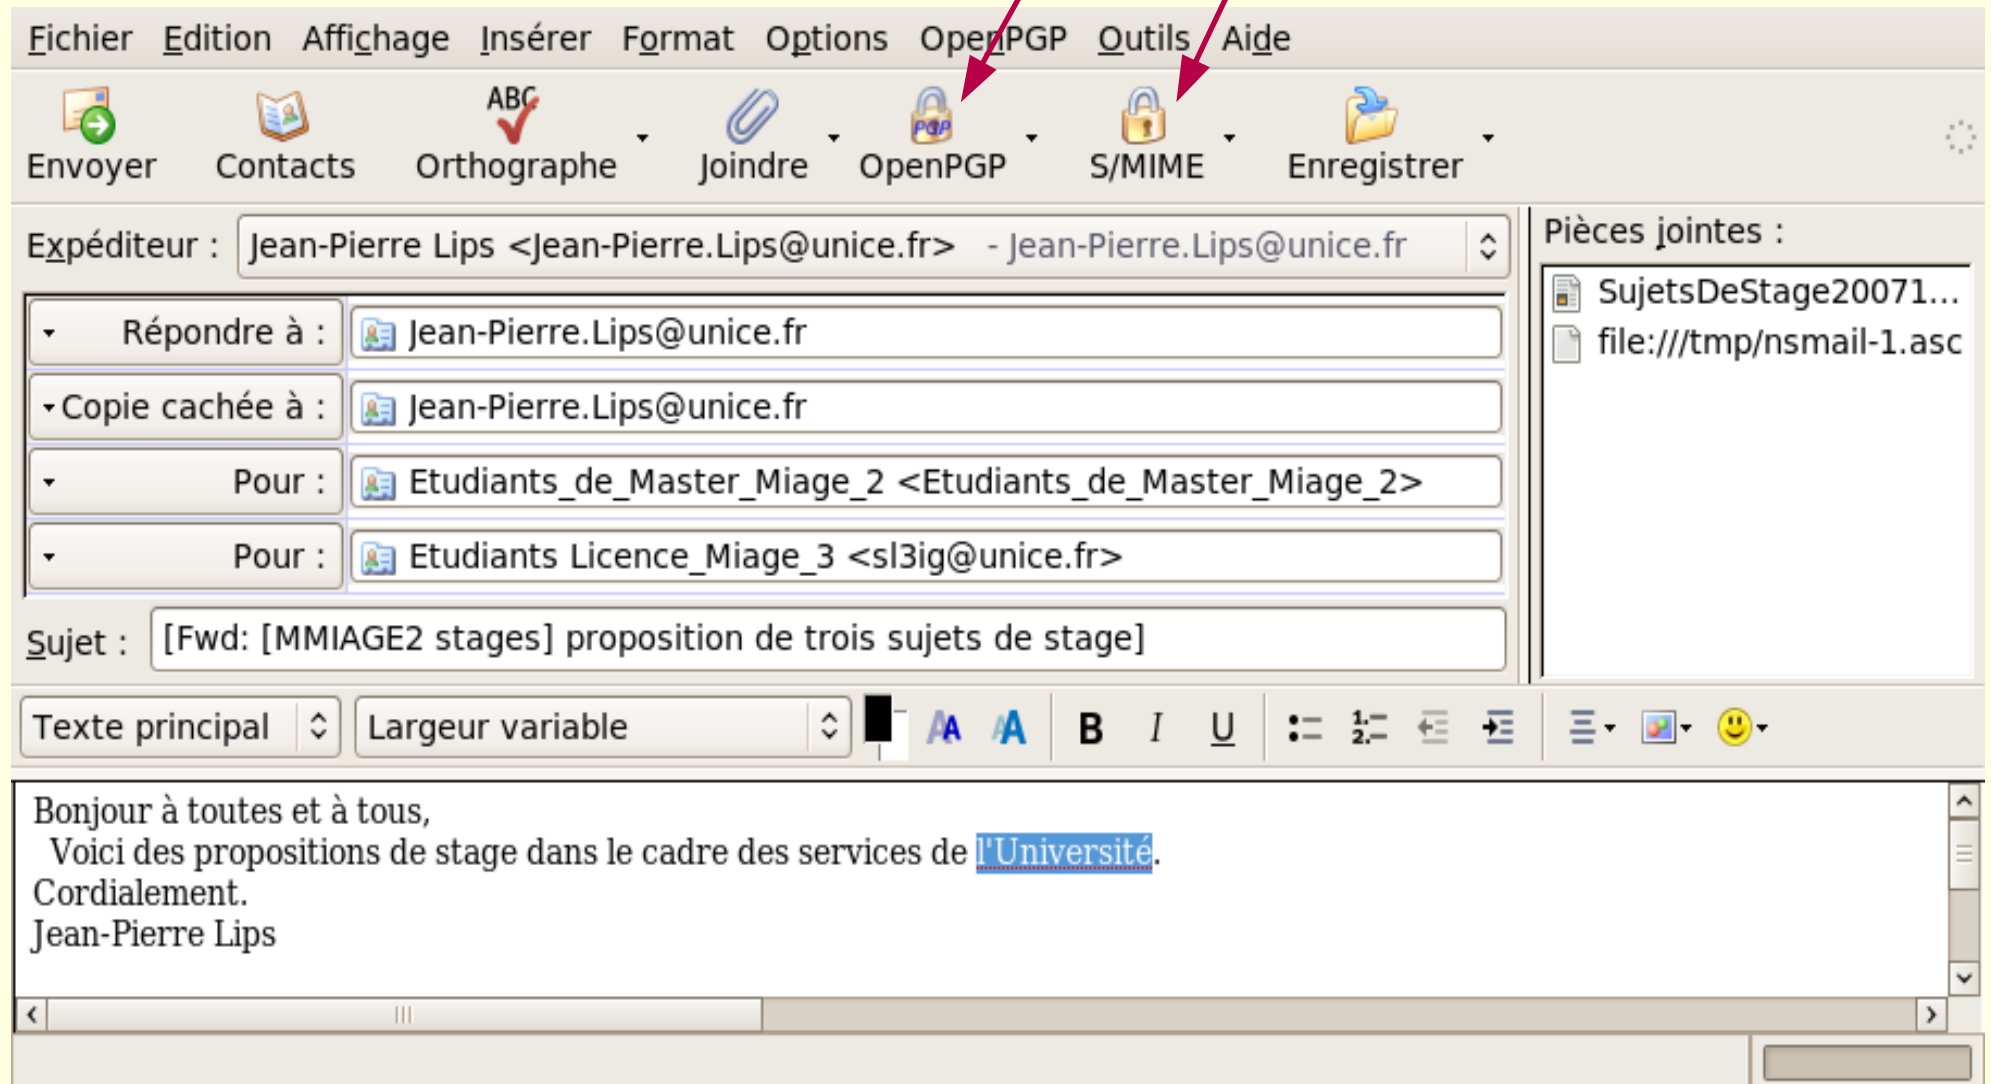 Fichier Edition Affichage Insérer Format Options OpenPGP Outils Aide
ABC
PGP
Envoyer Contacts Orthographe Joindre OpenPGP S/MIME Enregistrer
Expéditeur : Jean-Pierre Lips <Jean-Pierre.Lips@unice.fr> - Jean-Pierre.Lips@unice.fr
Répondre à : Jean-Pierre.Lips@unice.fr
Copie cachée à : Jean-Pierre.Lips@unice.fr
Pour : Etudiants_de_Master_Miage_2 <Etudiants_de_Master_Miage_2>
Pour : Etudiants Licence_Miage_3 <sl3ig@unice.fr>
Sujet : [Fwd: [MMIAGE2 stages] proposition de trois sujets de stage]
Pièces jointes :
SujetsDeStage20071...
file:///tmp/nsmail-1.asc
Texte principal Largeur variable AA AA B I U 1. 2.
Bonjour à toutes et à tous,
Voici des propositions de stage dans le cadre des services de l'Université.
Cordialement.
Jean-Pierre Lips